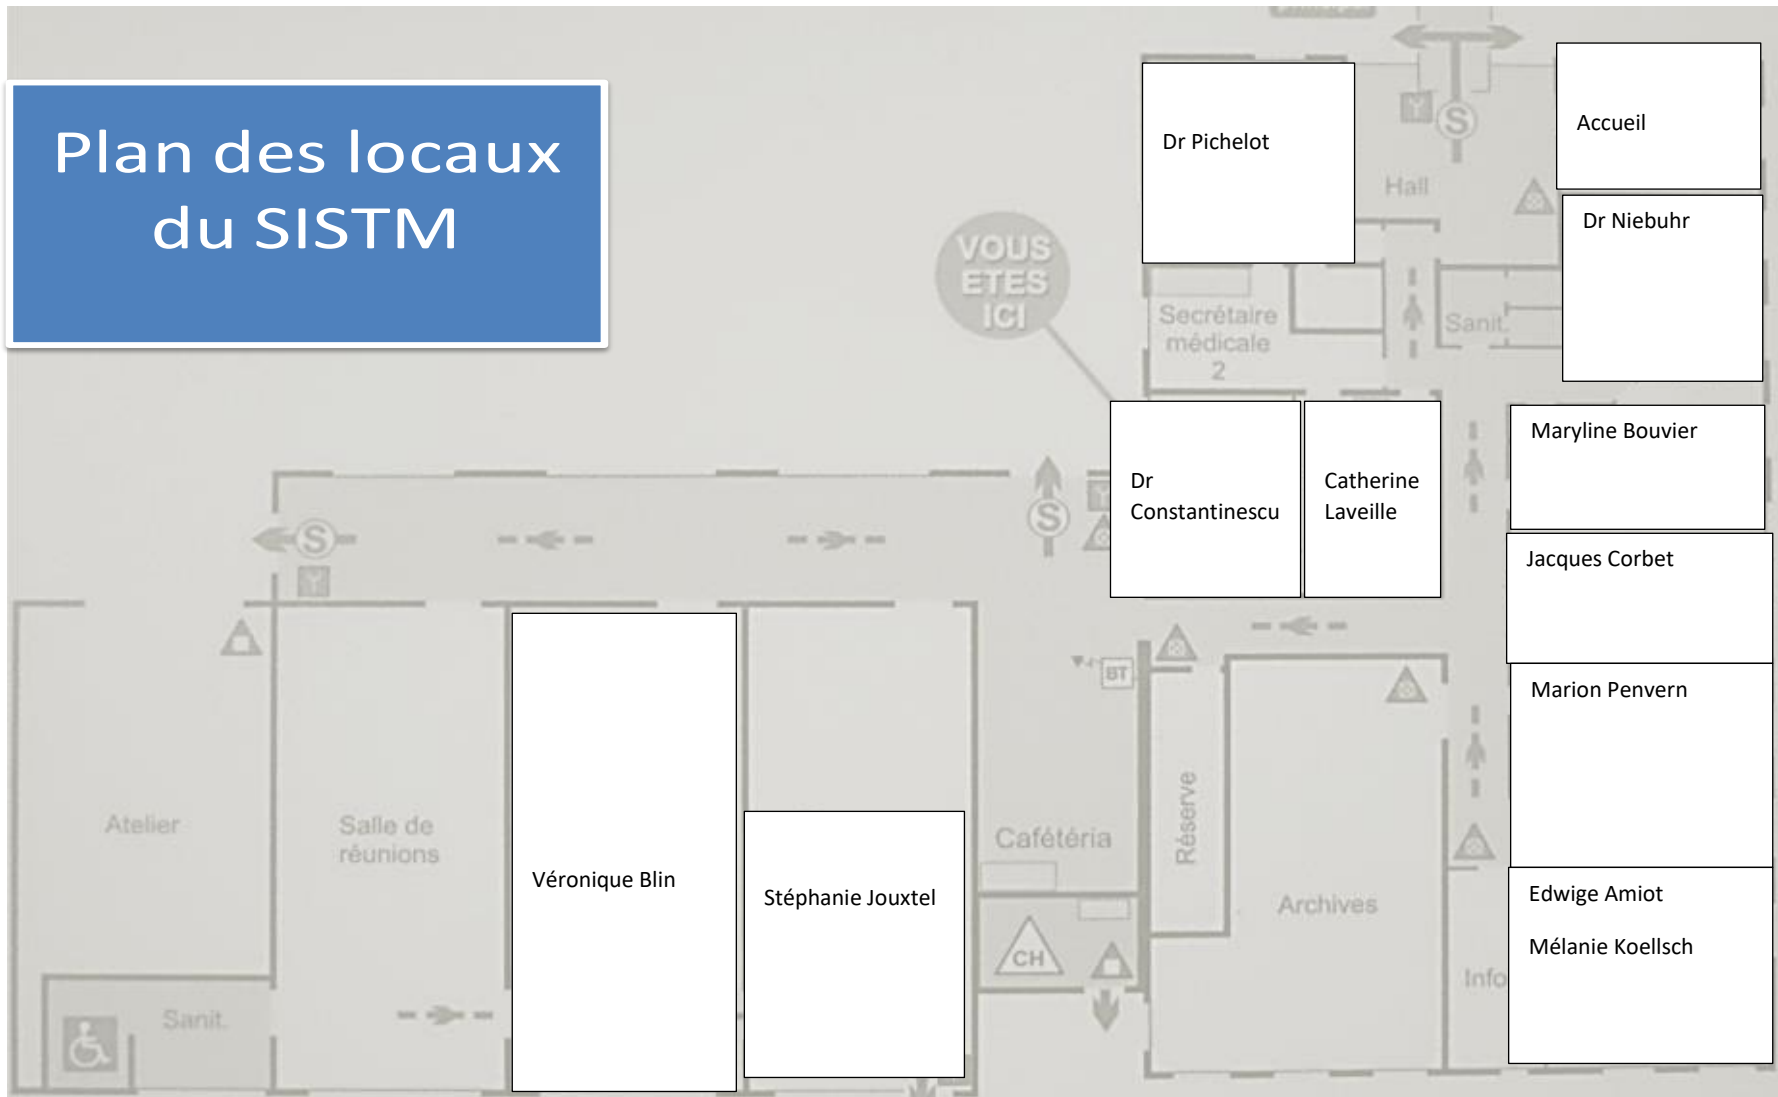 Plan des locaux
du SISTM
Dr Pichelot
Accueil
S
Hall
Dr Niebuhr
VOUS
ETES
ICI
Secrétaire
médicale
2
Sanit.
Maryline Bouvier
Dr
Constantinescu
Catherine
Laveille
S
S
Jacques Corbet
BT
Marion Penvern
Atelier
Salle de
réunions
Véronique Blin
Stéphanie Jouxtel
Cafétéria
Réserve
Archives
Edwige Amiot
Mélanie Koellsch
CH
Info
Sanit.